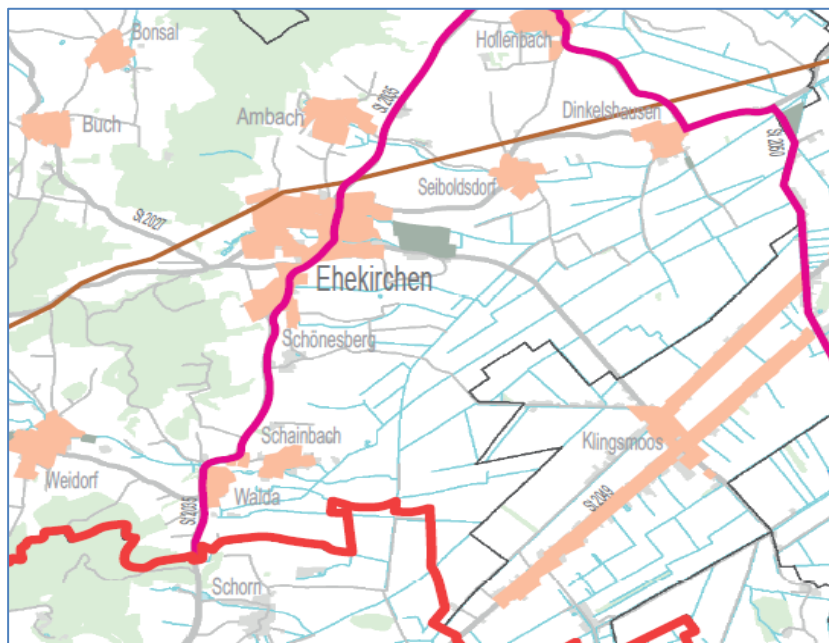 Bonsal
Hollenbach
Buch
Ambach
St.2035
Dinkelshausen
St.2160
Seiboldsdorf
St.2027
Ehekirchen
Schönesberg
Schainbach
Klingsmoos
Weidorf
Walda
St.2035
St.2049
Schorn